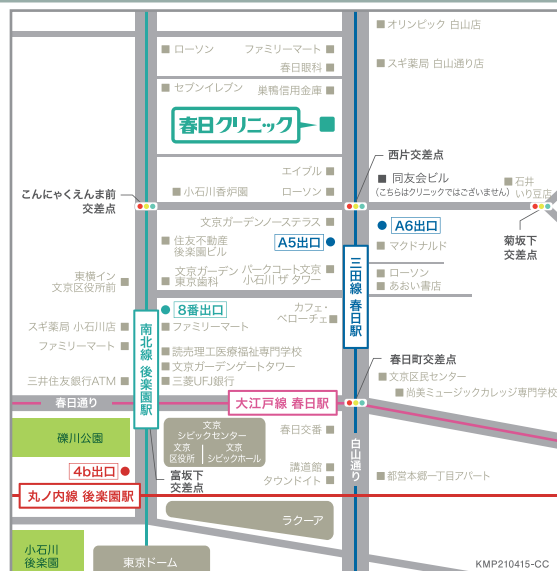 オリンピック 白山店
ローソン
ファミリーマート
春日眼科
スギ薬局 白山通り店
セブンイレブン
巣鴨信用金庫
春日クリニック
西片交差点
エイブル
同友会ビル
(こちらはクリニックではございません)
石井
いり豆店
小石川香炉園
ローソン
こんにゃくえんま前
交差点
文京ガーデンノーステラス
A6出口
菊坂下
交差点
住友不動産
後楽園ビル
A5出口
マクドナルド
東横イン
文京区役所前
文京ガーデン
東京歯科
パークコート文京
小石川 ザ タワー
三田線 春日駅
ローソン
あおい書店
8番出口
カフェ・
ベローチェ
スギ薬局 小石川店
ファミリーマート
ファミリーマート
南北線 後楽園駅
読売理工医療福祉専門学校
文京ガーデンゲートタワー
三菱UFJ銀行
三井住友銀行ATM
春日町交差点
文京区民センター
尚美ミュージックカレッジ専門学校
春日通り
大江戸線 春日駅
礫川公園
文京
シビックセンター
文京
区役所
文京
シビックホール
春日交番
白山通り
4b出口
富坂下
交差点
講道館
タウンドイト
都営本郷一丁目アパート
丸ノ内線 後楽園駅
ラクーア
小石川
後楽園
東京ドーム
KMP210415-CC